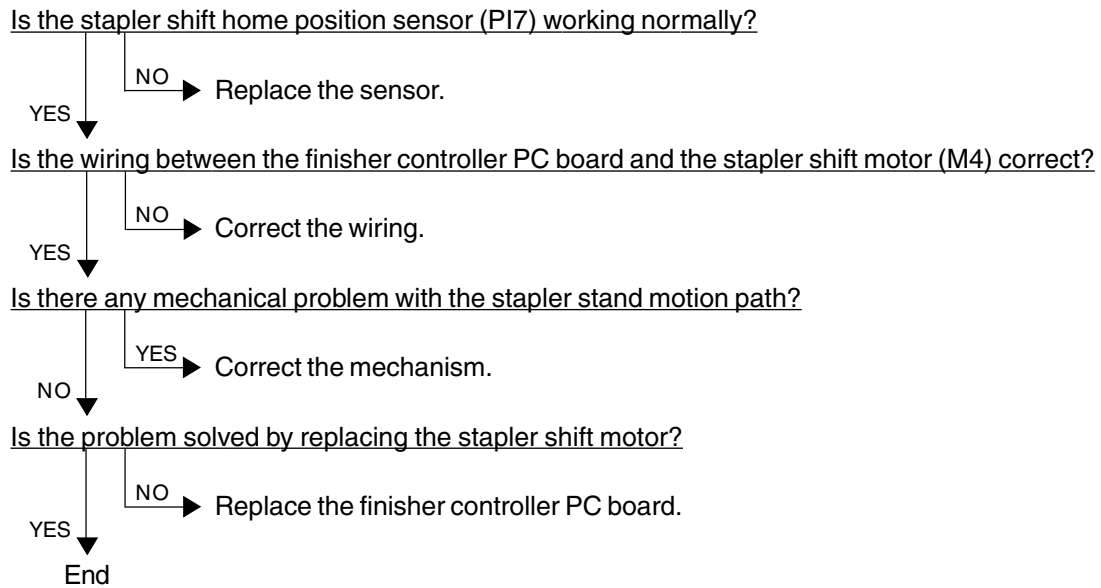 Is the stapler shift home position sensor (PI7) working normally?
NO
Replace the sensor.
YES
Is the wiring between the finisher controller PC board and the stapler shift motor (M4) correct?
NO
Correct the wiring.
YES
Is there any mechanical problem with the stapler stand motion path?
YES
Correct the mechanism.
NO
Is the problem solved by replacing the stapler shift motor?
NO
Replace the finisher controller PC board.
YES
End